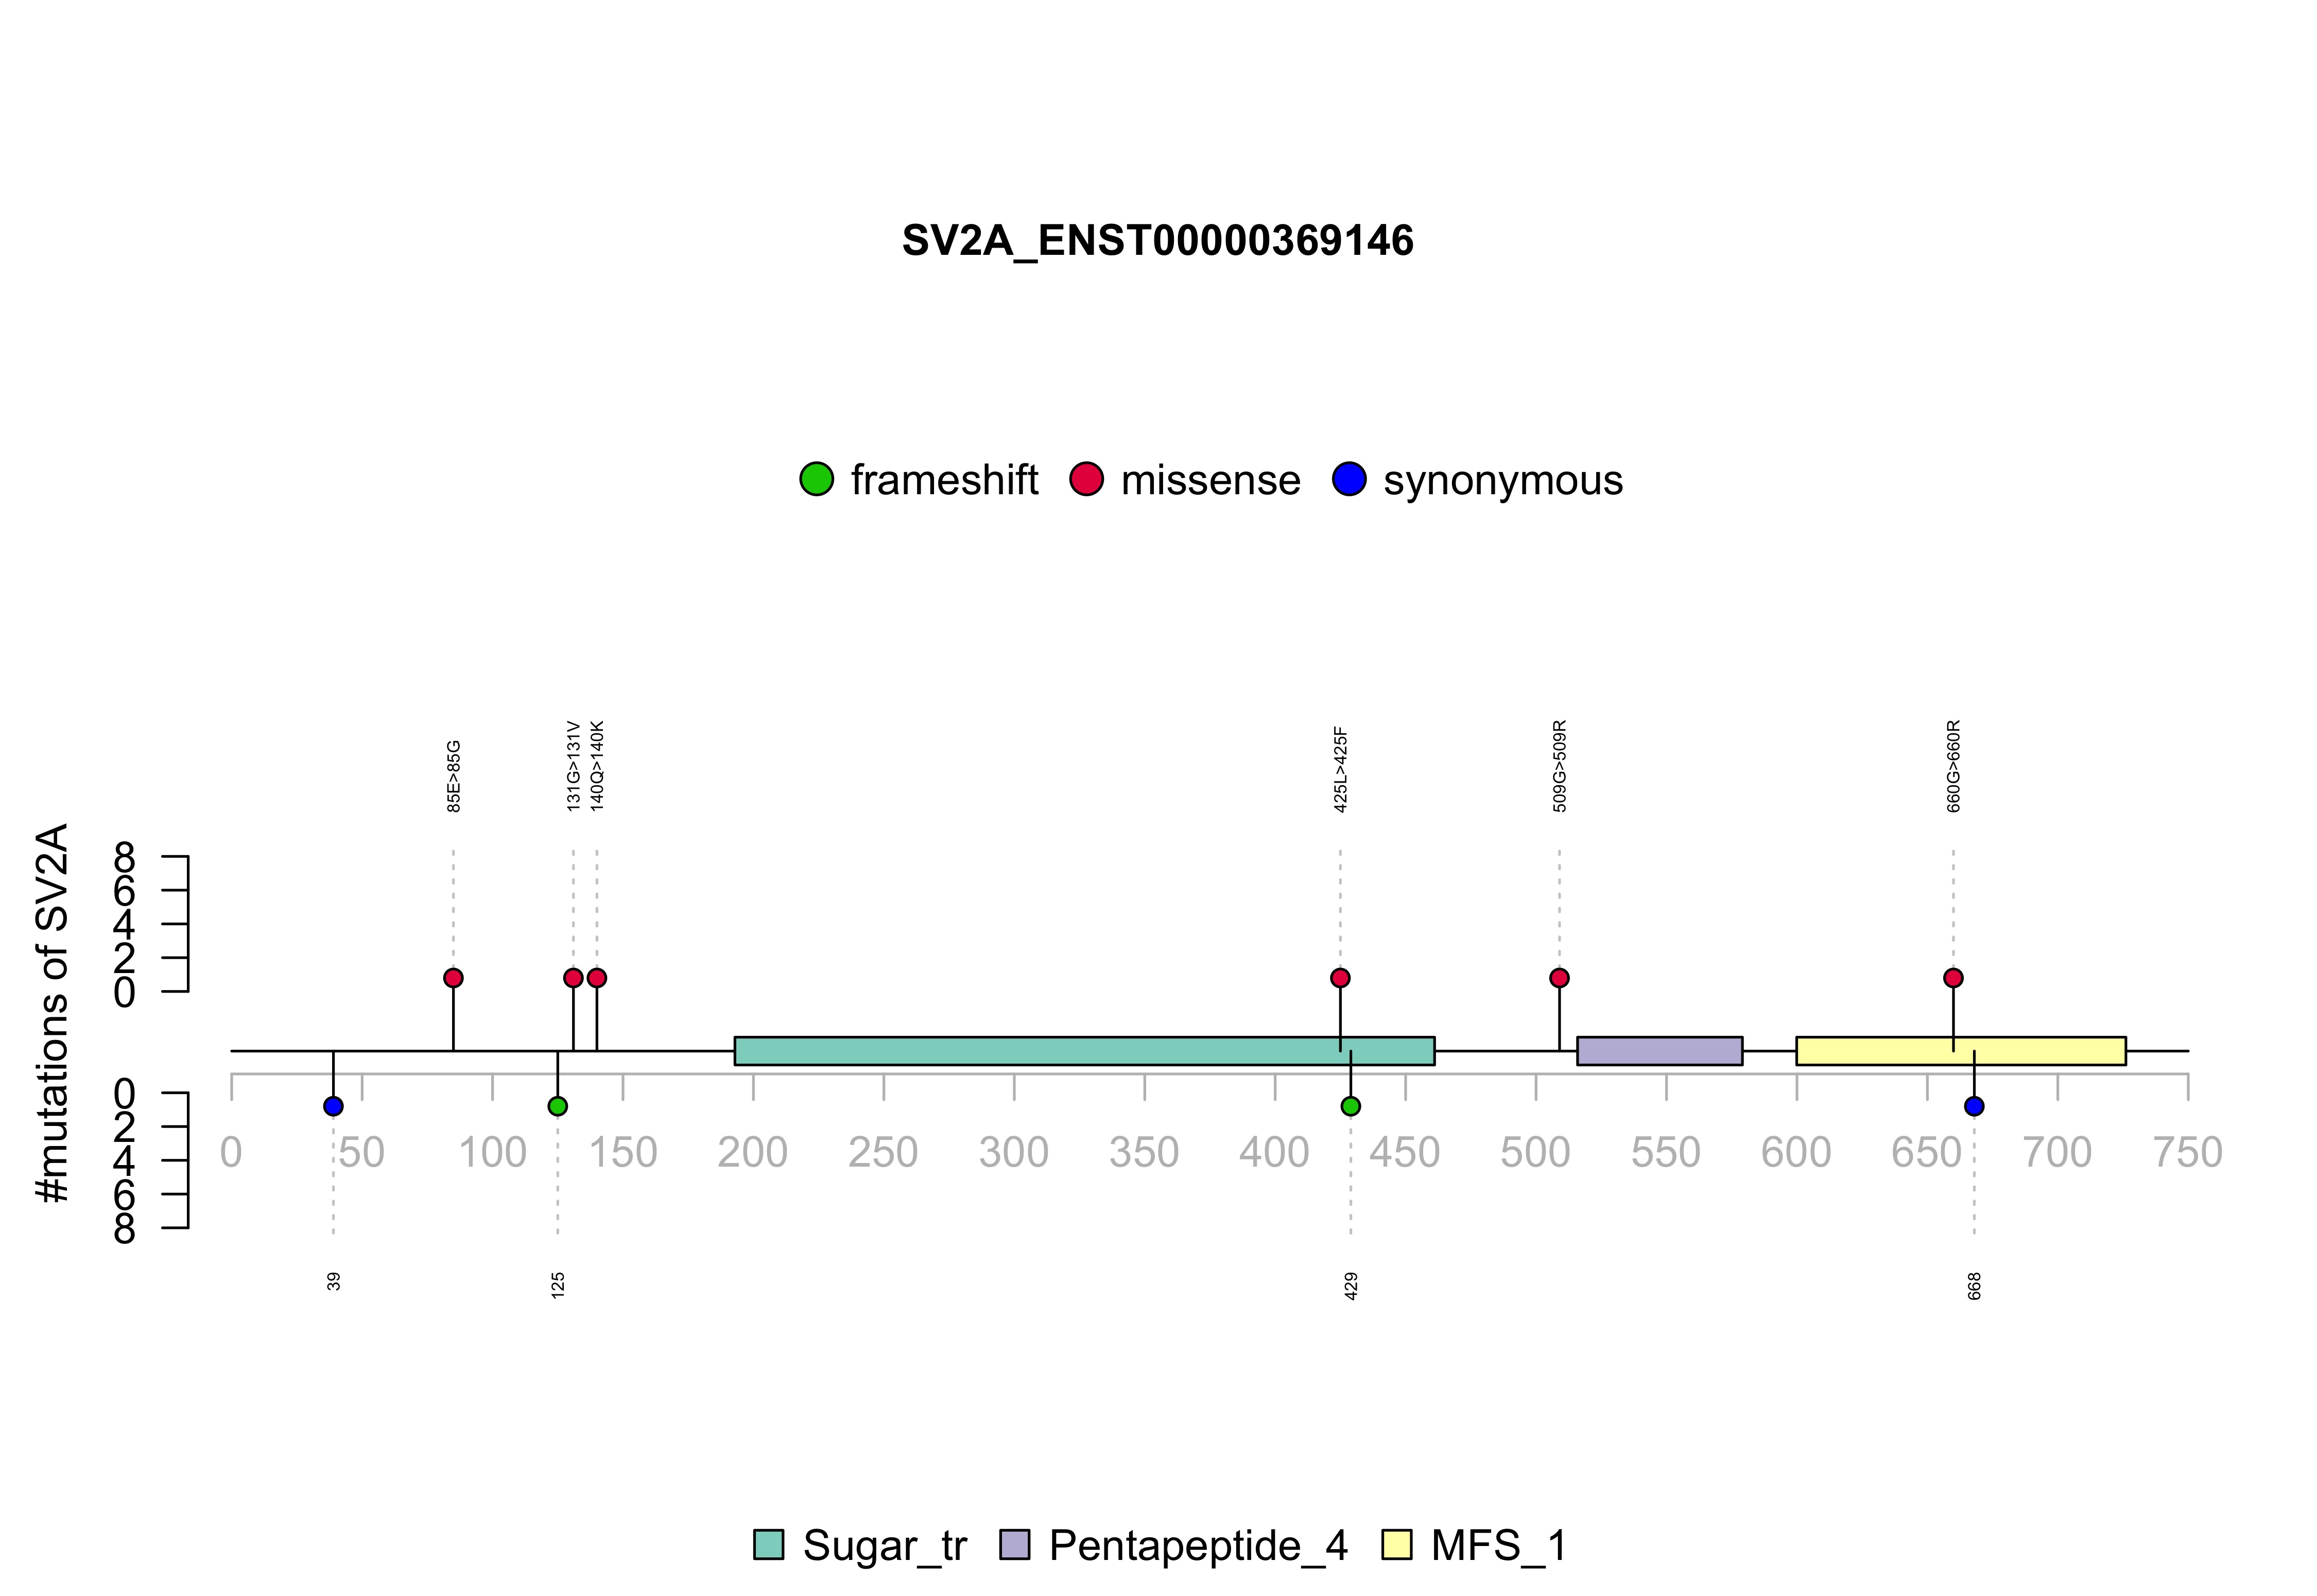 SV2A_ENST00000369146
frameshift missense synonymous
85E>85G
131G>131V
140Q>140K
425L>425F
509G>509R
660G>660R
#mutations of SV2A
8
6
4
2
0
0
2
4
6
8
0 50 100 150 200 250 300 350 400 450 500 550 600 650 700 750
39
125
429
668
Sugar_tr Pentapeptide_4 MFS_1